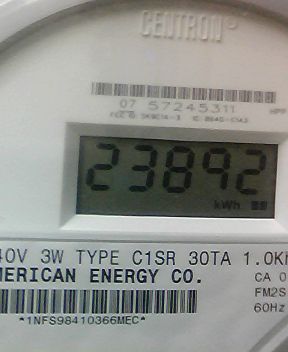 CENTRON®
07 57245311
23892
kWh
40V 3W TYPE C1SR 30TA 1.0K
MERICAN ENERGY CO.
CA 0
FM2S
60Hz
*1NFS98410366MEC*